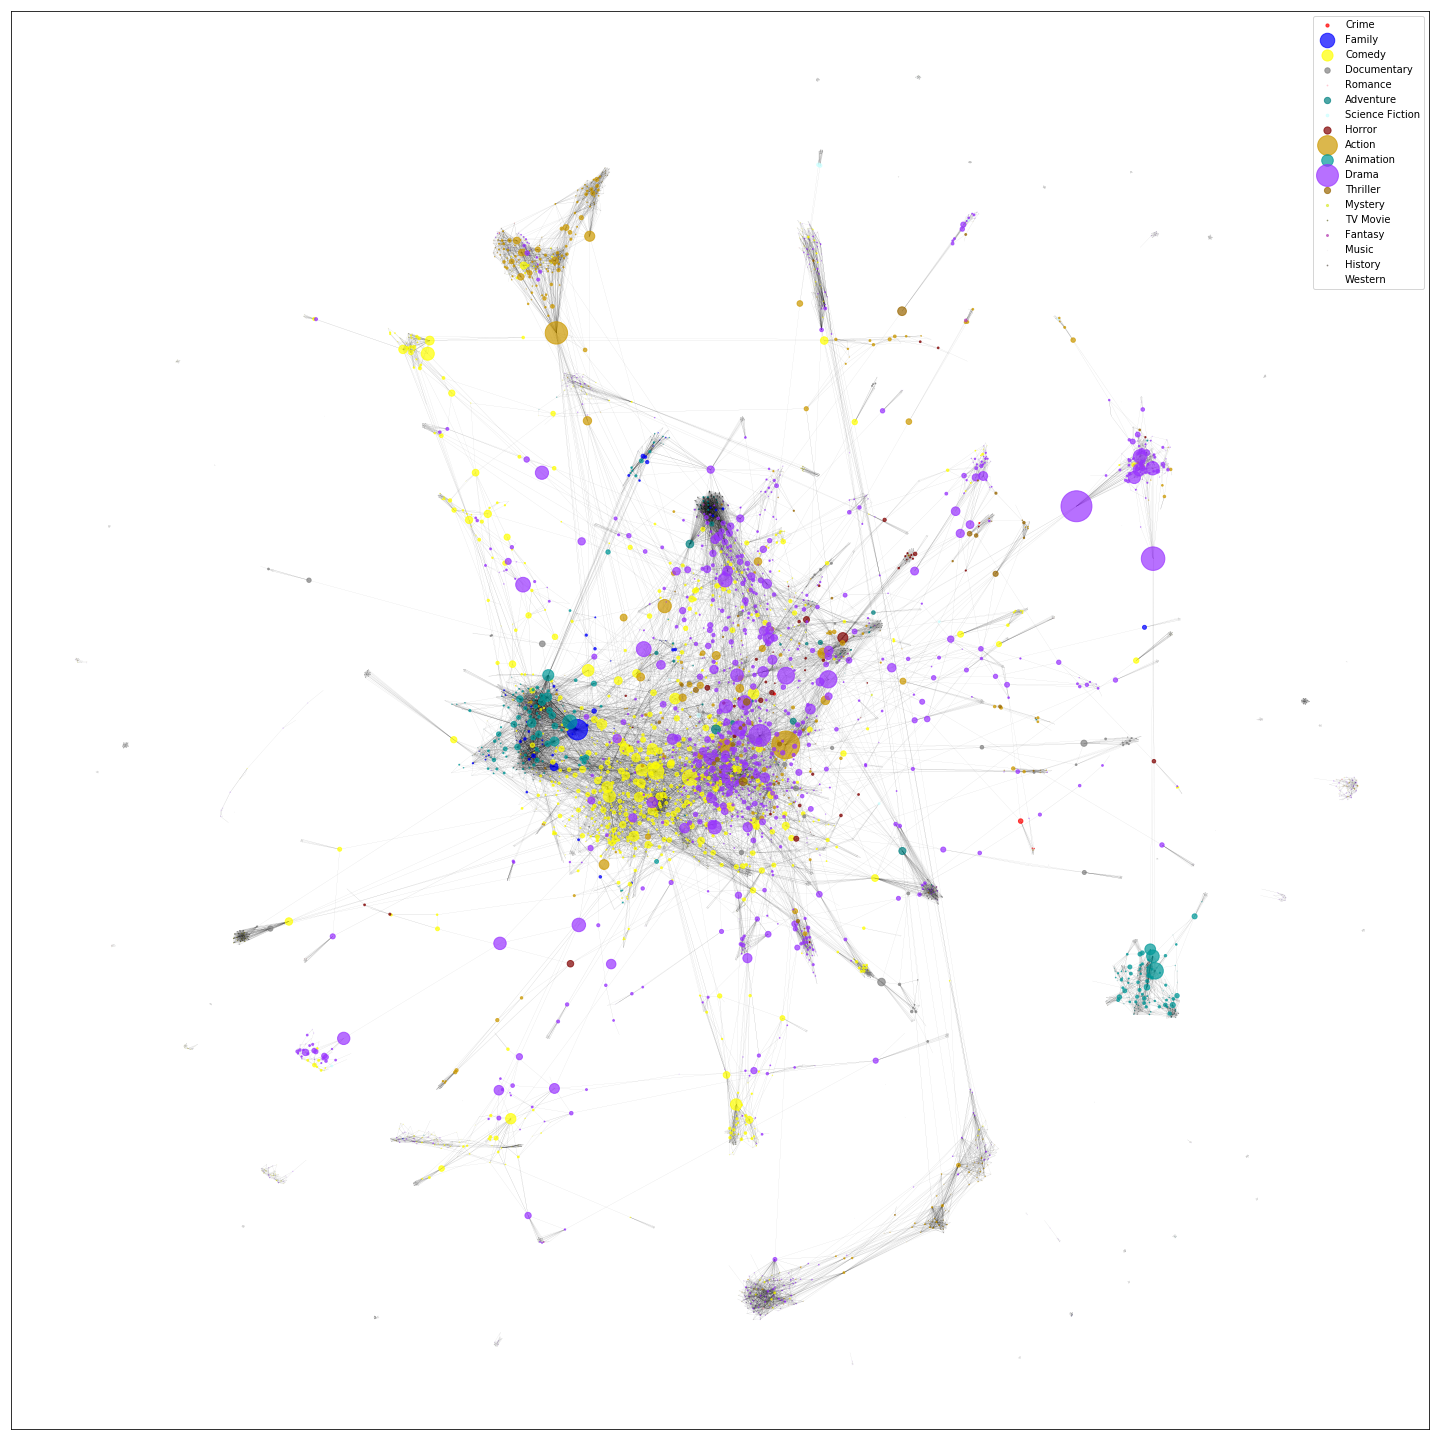 Crime
Family
Comedy
Documentary
Romance
Adventure
Science Fiction
Horror
Action
Animation
Drama
Thriller
Mystery
TV Movie
Fantasy
Music
History
Western